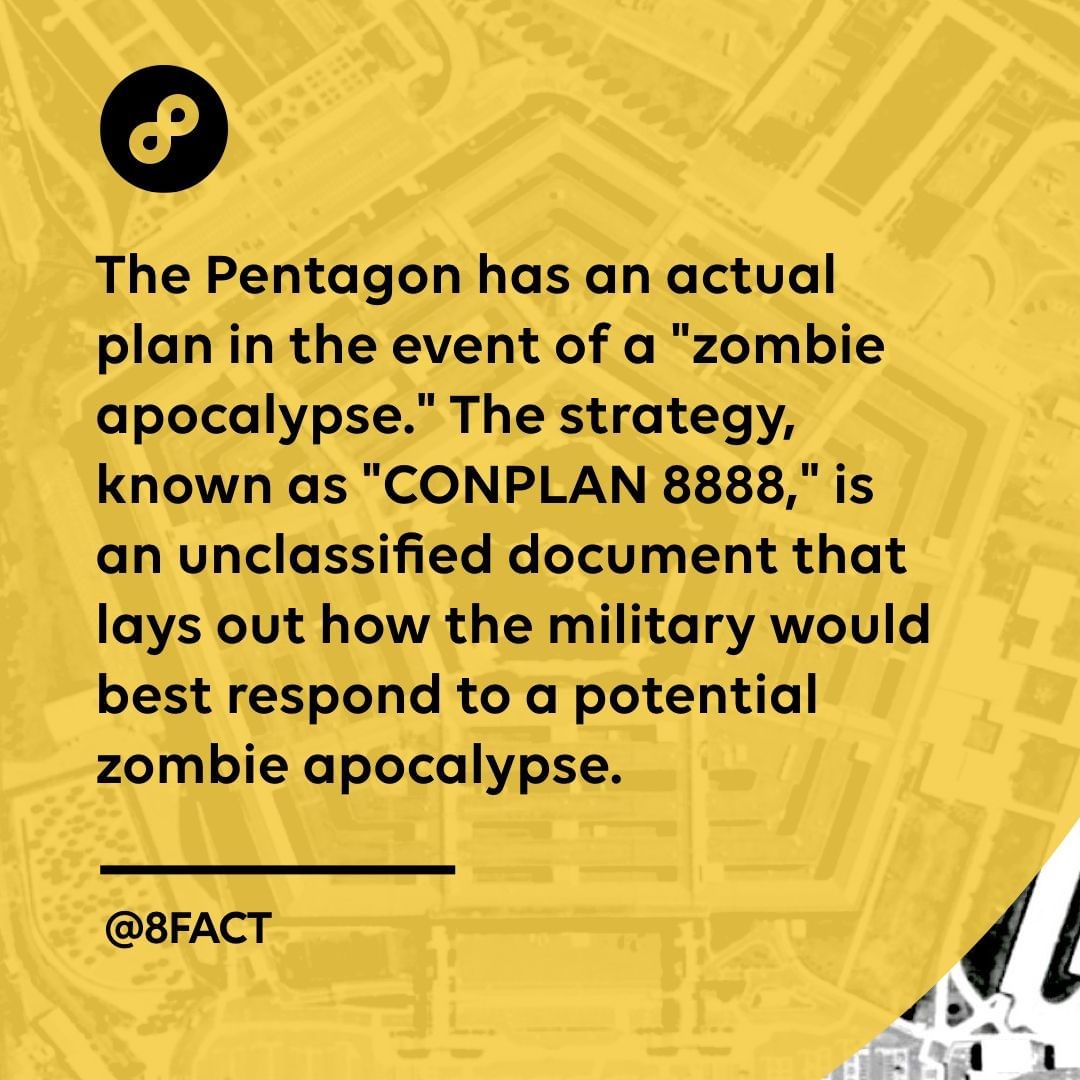 The Pentagon has an actual
plan in the event of a "zombie
apocalypse." The strategy,
known as "CONPLAN 8888," is
an unclassified document that
lays out how the military would
best respond to a potential
zombie apocalypse.
@8FACT